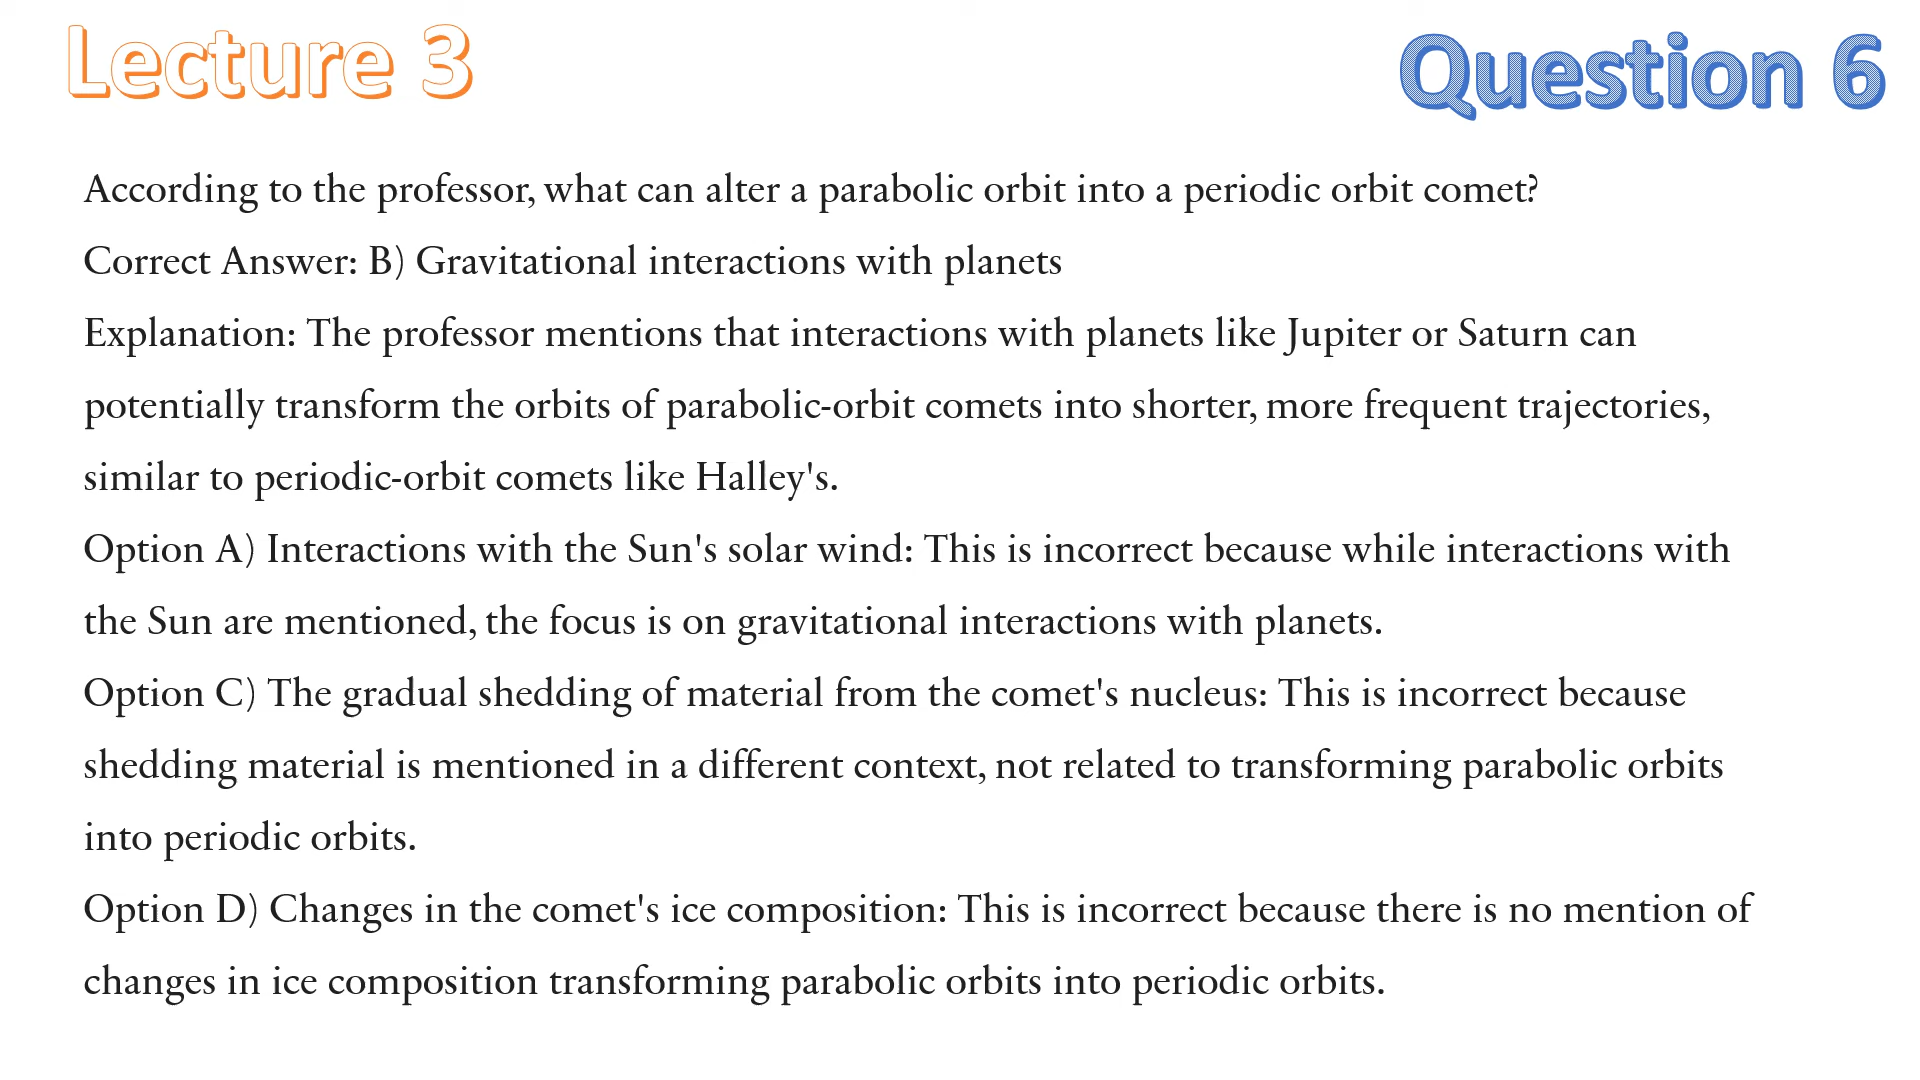 Lecture 3
Question 6
According to the professor, what can alter a parabolic orbit into a periodic orbit comet?
Correct Answer: B) Gravitational interactions with planets
Explanation: The professor mentions that interactions with planets like Jupiter or Saturn can
potentially transform the orbits of parabolic-orbit comets into shorter, more frequent trajectories,
similar to periodic-orbit comets like Halley's.
Option A) Interactions with the Sun's solar wind: This is incorrect because while interactions with
the Sun are mentioned, the focus is on gravitational interactions with planets.
Option C) The gradual shedding of material from the comet's nucleus: This is incorrect because
shedding material is mentioned in a different context, not related to transforming parabolic orbits
into periodic orbits.
Option D) Changes in the comet's ice composition: This is incorrect because there is no mention of
changes in ice composition transforming parabolic orbits into periodic orbits.